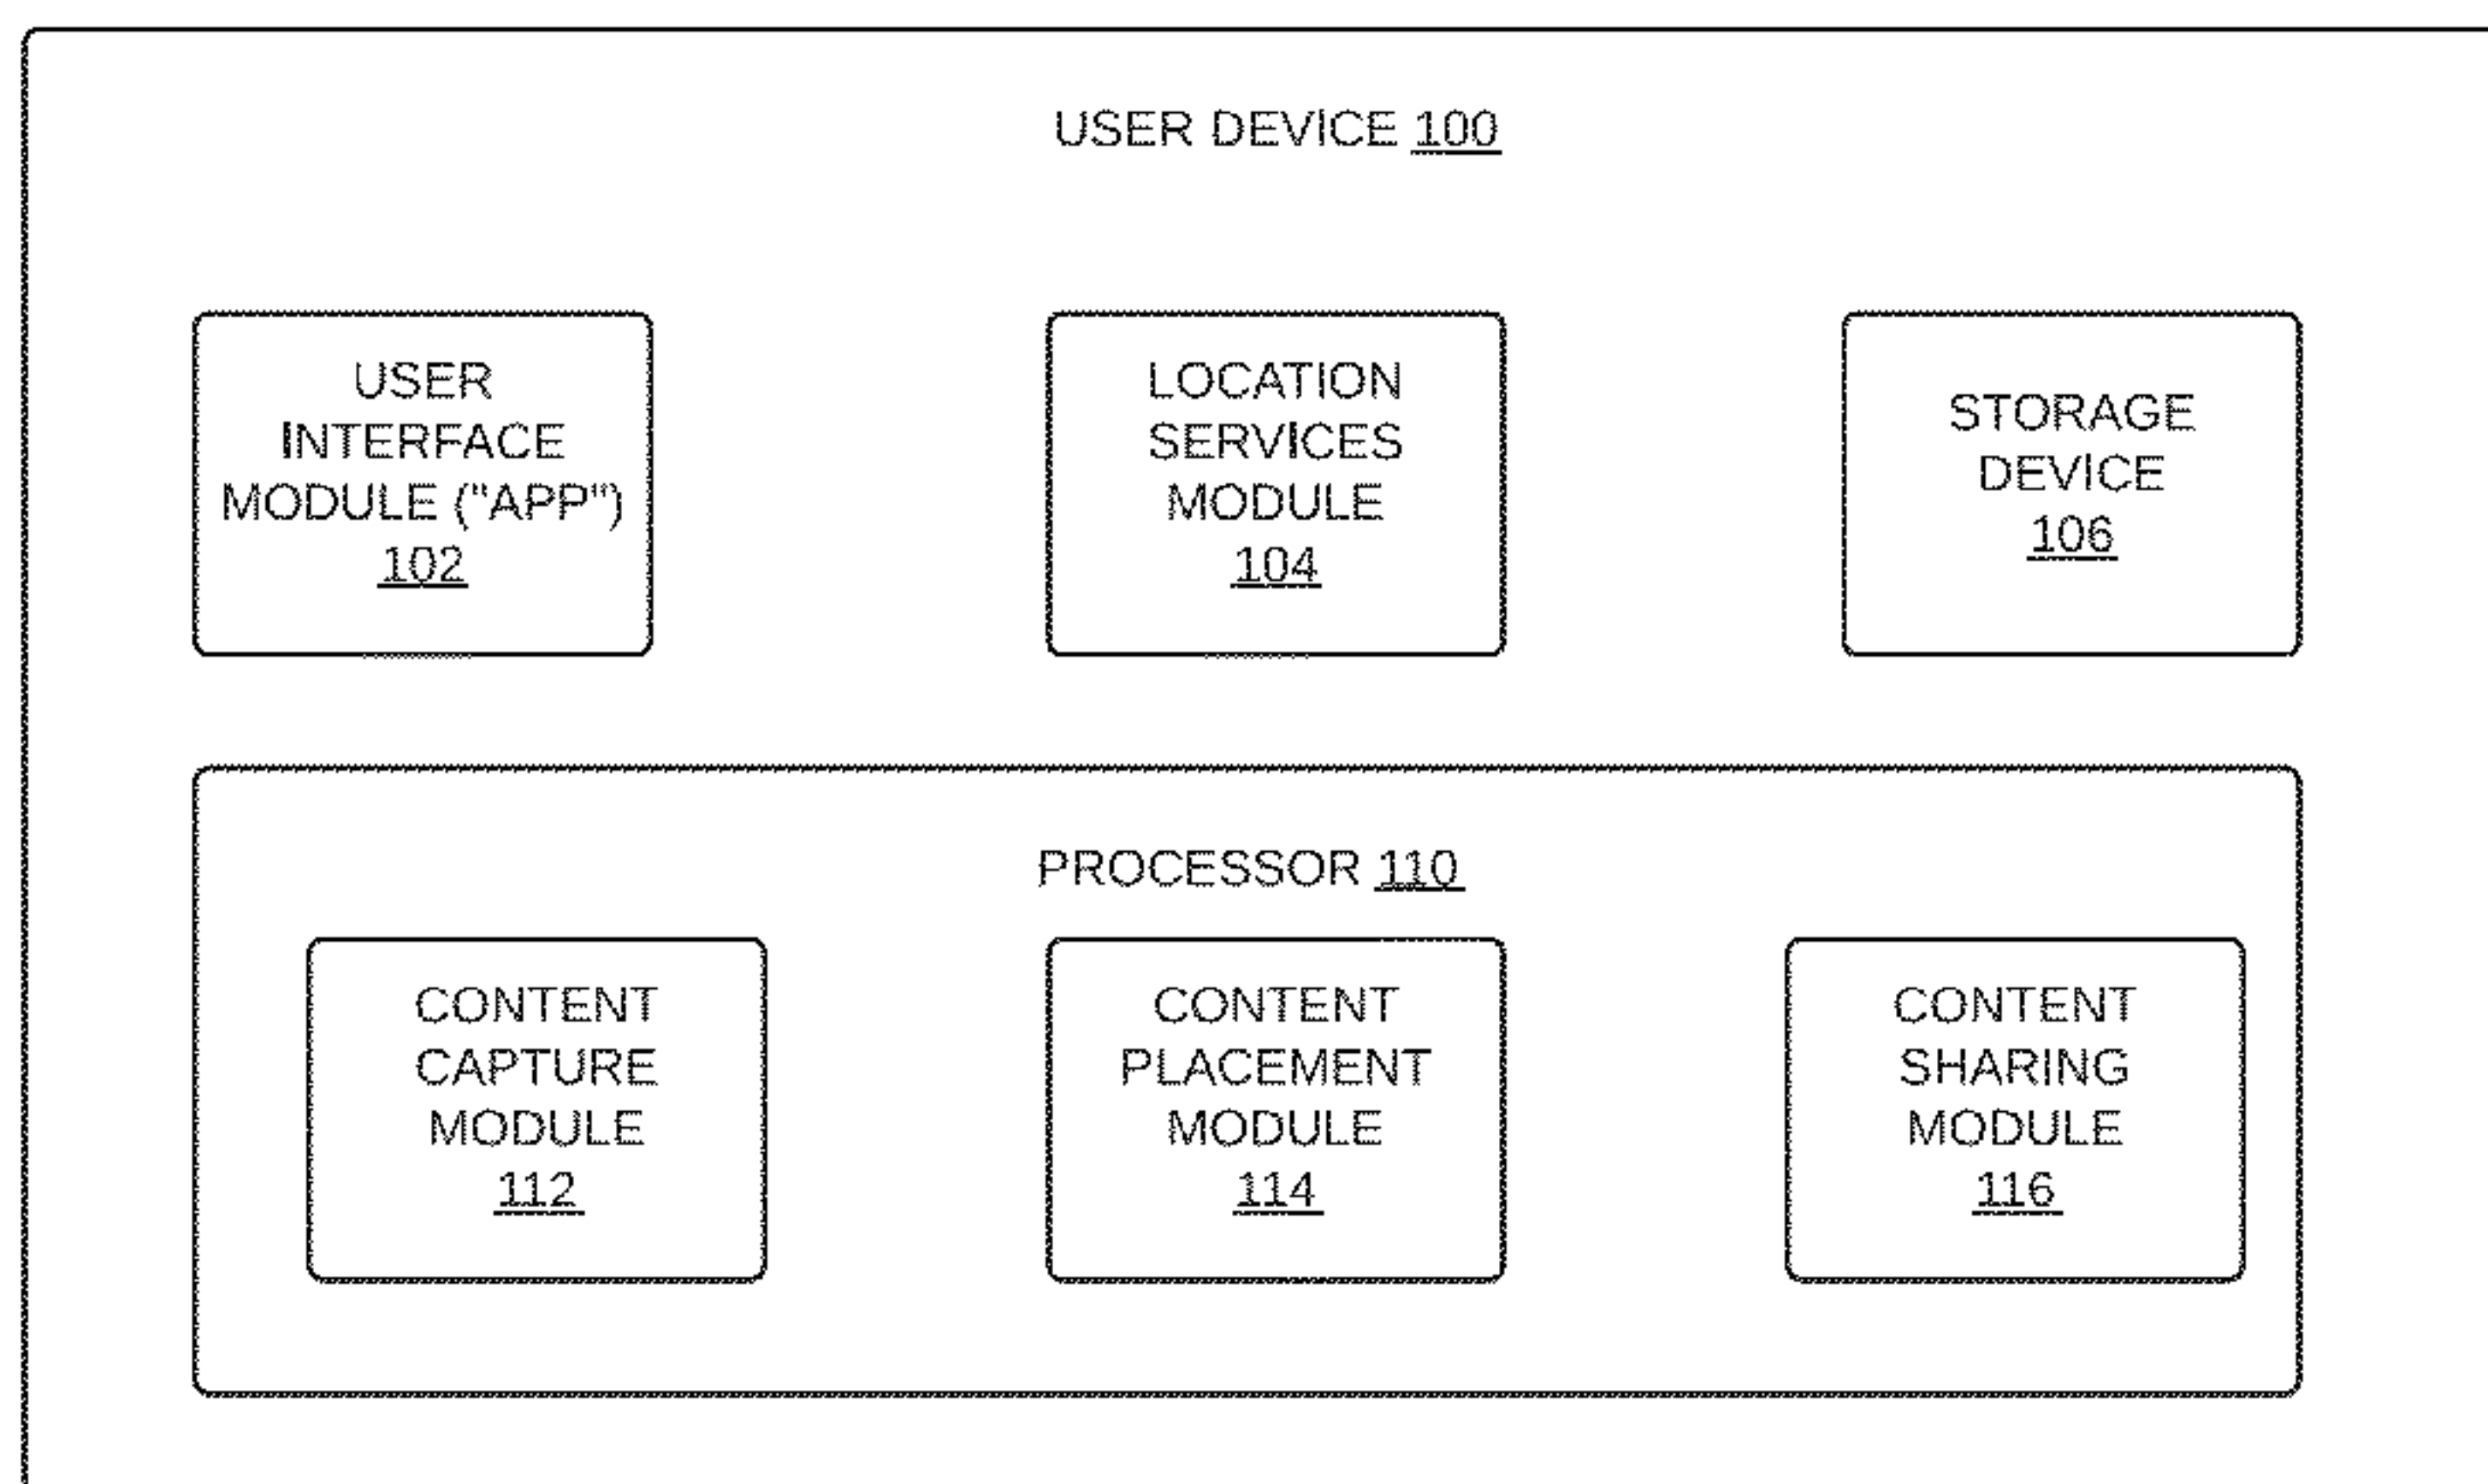 USER DEVICE 100
USER
INTERFACE
MODULE ("APP")
102
LOCATION
SERVICES
MODULE
104
STORAGE
DEVICE
106
PROCESSOR 110
CONTENT
CAPTURE
MODULE
112
CONTENT
PLACEMENT
MODULE
114
CONTENT
SHARING
MODULE
116